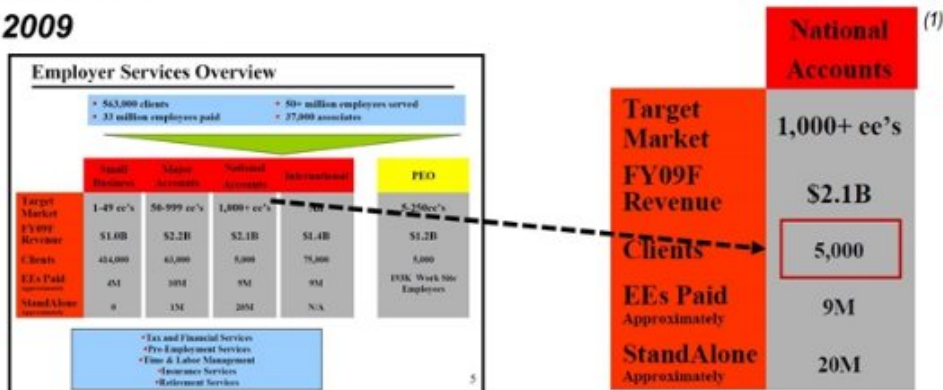 2009
Employer Services Overview
• 563,000 clients
• 33 million employees paid
• 50+ million employees served
• 37,000 associates
Small Business Major Accounts National Accounts International PEO
Target Market 1-49 ee's 50-999 ee's 1,000+ ee's 5-250ee's
FY09F Revenue $1.0B $2.2B $2.1B $1.4B $1.2B
Clients 414,000 63,000 5,000 75,000 5,000
EEs Paid Approximately 4M 10M 9M 9M 193K Work Site Employees
StandAlone Approximately 0 1M 20M N/A
•Tax and Financial Services
•Pre-Employment Services
•Time & Labor Management
•Insurance Services
•Retirement Services
5
National Accounts
(1)
Target Market 1,000+ ee's
FY09F Revenue $2.1B
Clients 5,000
EEs Paid Approximately 9M
StandAlone Approximately 20M